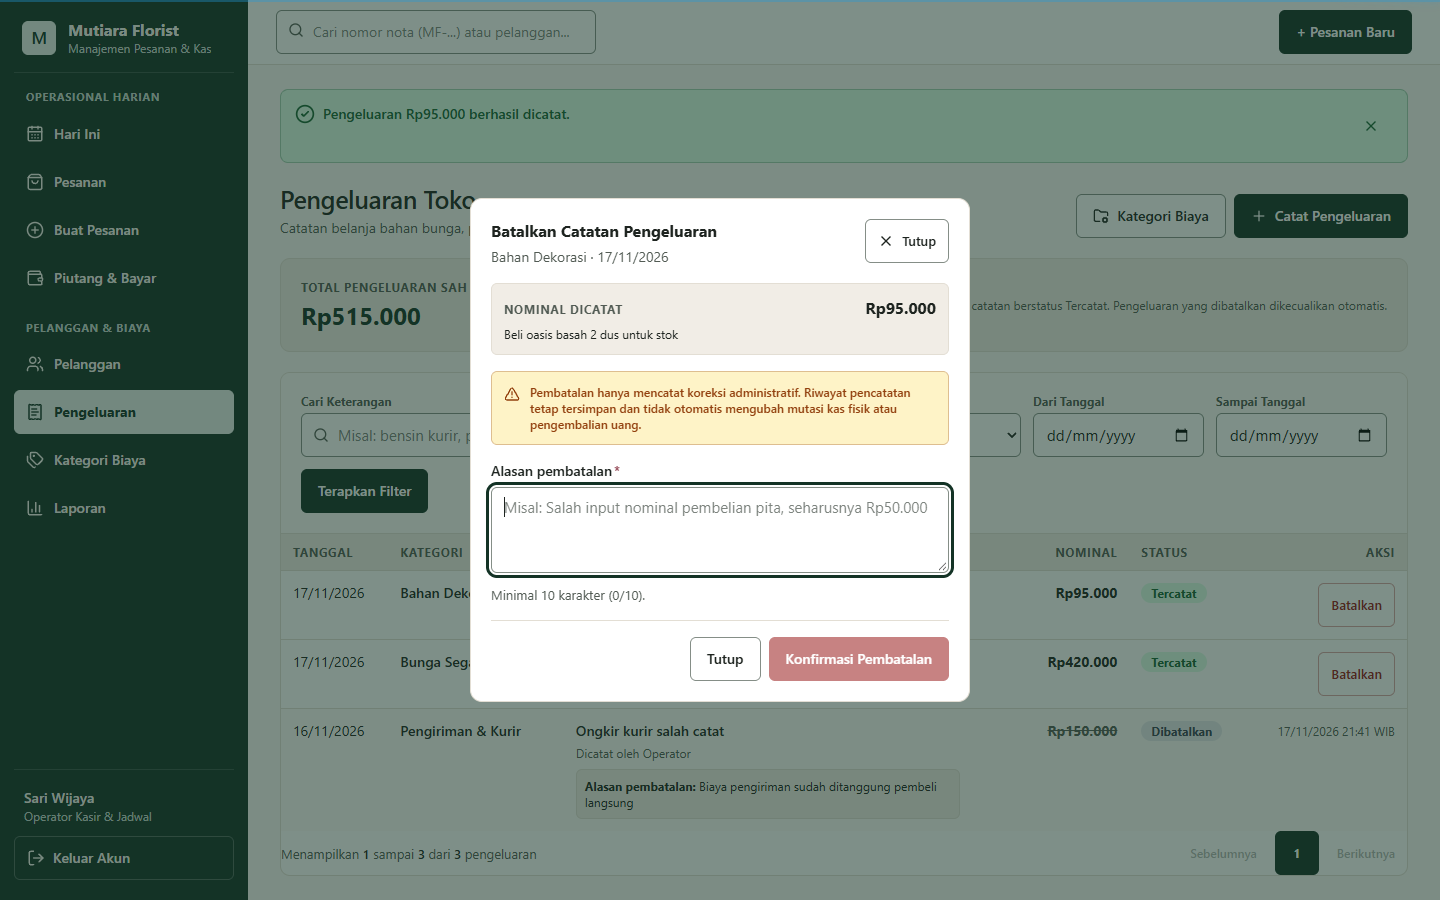 M
Mutiara Florist
Manajemen Pesanan & Kas
OPERASIONAL HARIAN
Hari Ini
Pesanan
Buat Pesanan
Piutang & Bayar
PELANGGAN & BIAYA
Pelanggan
Pengeluaran
Kategori Biaya
Laporan
Sari Wijaya
Operator Kasir & Jadwal
Keluar Akun
Cari nomor nota (MF-...) atau pelanggan...
+ Pesanan Baru
Pengeluaran Rp95.000 berhasil dicatat.
Pengeluaran Toko
Catatan belanja bahan bunga,
Kategori Biaya
Catat Pengeluaran
TOTAL PENGELUARAN SAH
Rp515.000
catatan berstatus Tercatat. Pengeluaran yang dibatalkan dikecualikan otomatis.
Cari Keterangan
Misal: bensin kurir,
Dari Tanggal
dd/mm/yyyy
Sampai Tanggal
dd/mm/yyyy
Terapkan Filter
TANGGAL KATEGORI NOMINAL STATUS AKSI
17/11/2026 Bahan Dek Rp95.000 Tercatat Batalkan
17/11/2026 Bunga Seg Rp420.000 Tercatat Batalkan
16/11/2026 Pengiriman & Kurir Ongkir kurir salah catat Rp150.000 Dibatalkan 17/11/2026 21:41 WIB
Dicatat oleh Operator
Alasan pembatalan: Biaya pengiriman sudah ditanggung pembeli
langsung
Menampilkan 1 sampai 3 dari 3 pengeluaran
Sebelumnya 1 Berikutnya
Batalkan Catatan Pengeluaran
Bahan Dekorasi · 17/11/2026
Tutup
NOMINAL DICATAT Rp95.000
Beli oasis basah 2 dus untuk stok
Pembatalan hanya mencatat koreksi administratif. Riwayat pencatatan
tetap tersimpan dan tidak otomatis mengubah mutasi kas fisik atau
pengembalian uang.
Alasan pembatalan*
Misal: Salah input nominal pembelian pita, seharusnya Rp50.000
Minimal 10 karakter (0/10).
Tutup
Konfirmasi Pembatalan